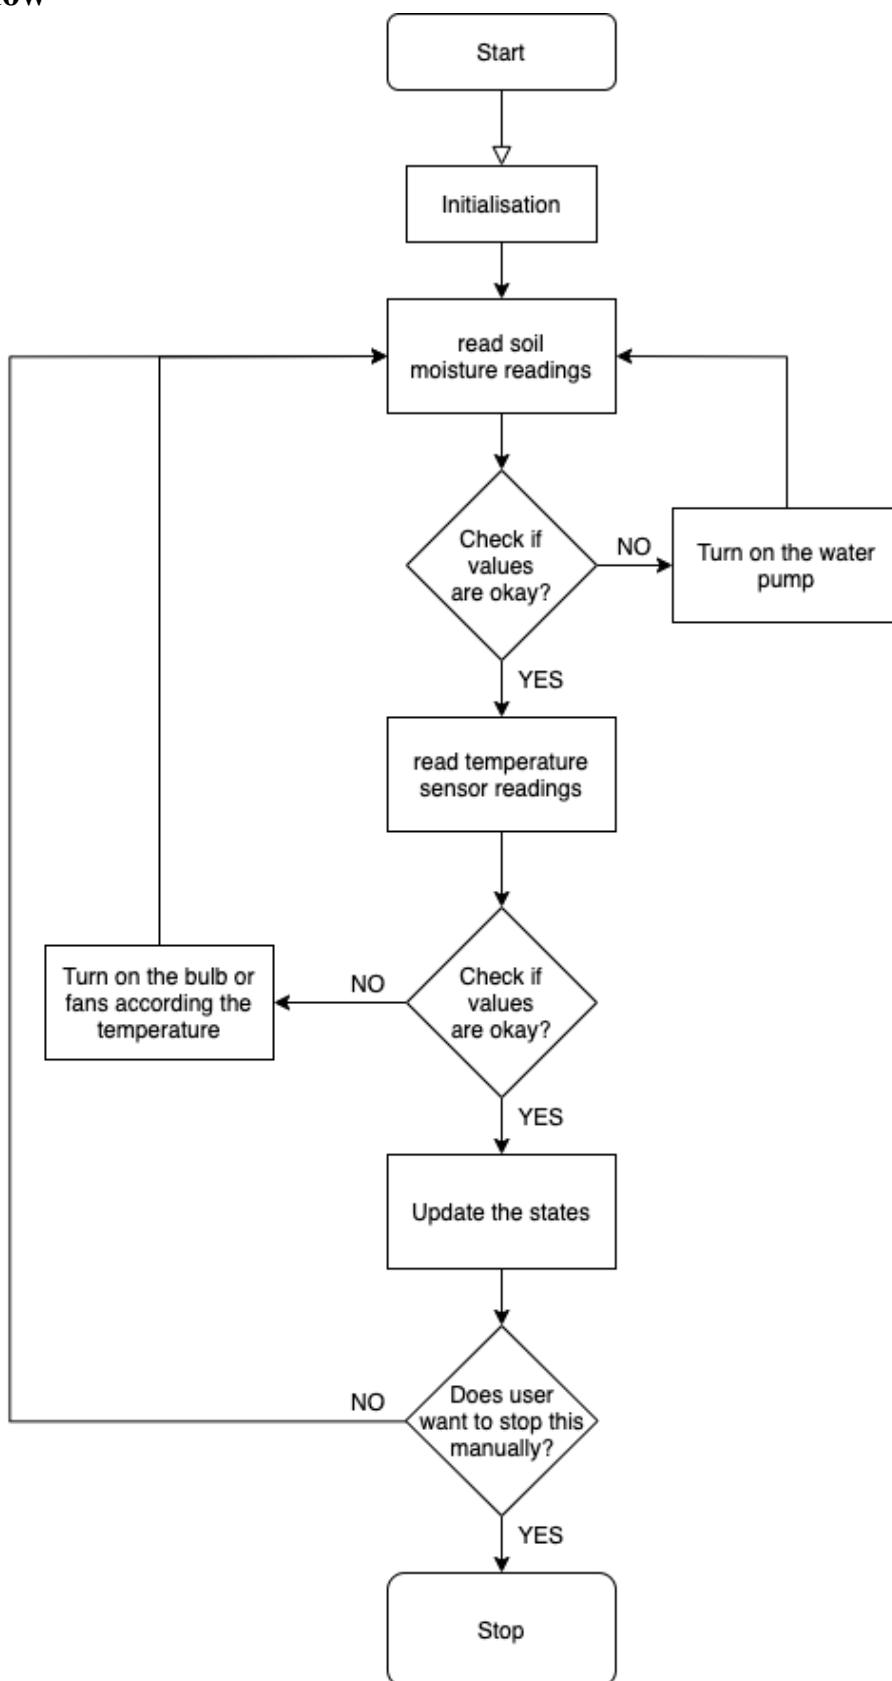 Start
Initialisation
read soil
moisture readings
Check if
values
are okay?
NO
Turn on the water
pump
YES
read temperature
sensor readings
Turn on the bulb or
fans according the
temperature
NO
Check if
values
are okay?
YES
Update the states
NO
Does user
want to stop this
manually?
YES
Stop